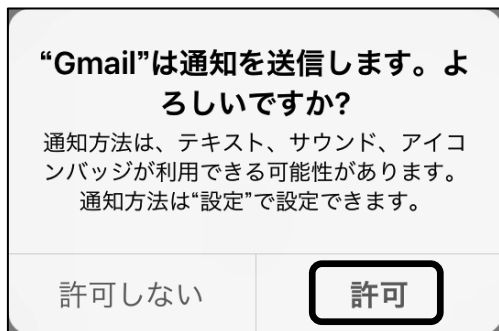 “Gmail”は通知を送信します。よ
ろしいですか?
通知方法は、テキスト、サウンド、アイコ
ンバッジが利用できる可能性があります。
通知方法は“設定”で設定できます。
許可しない
許可